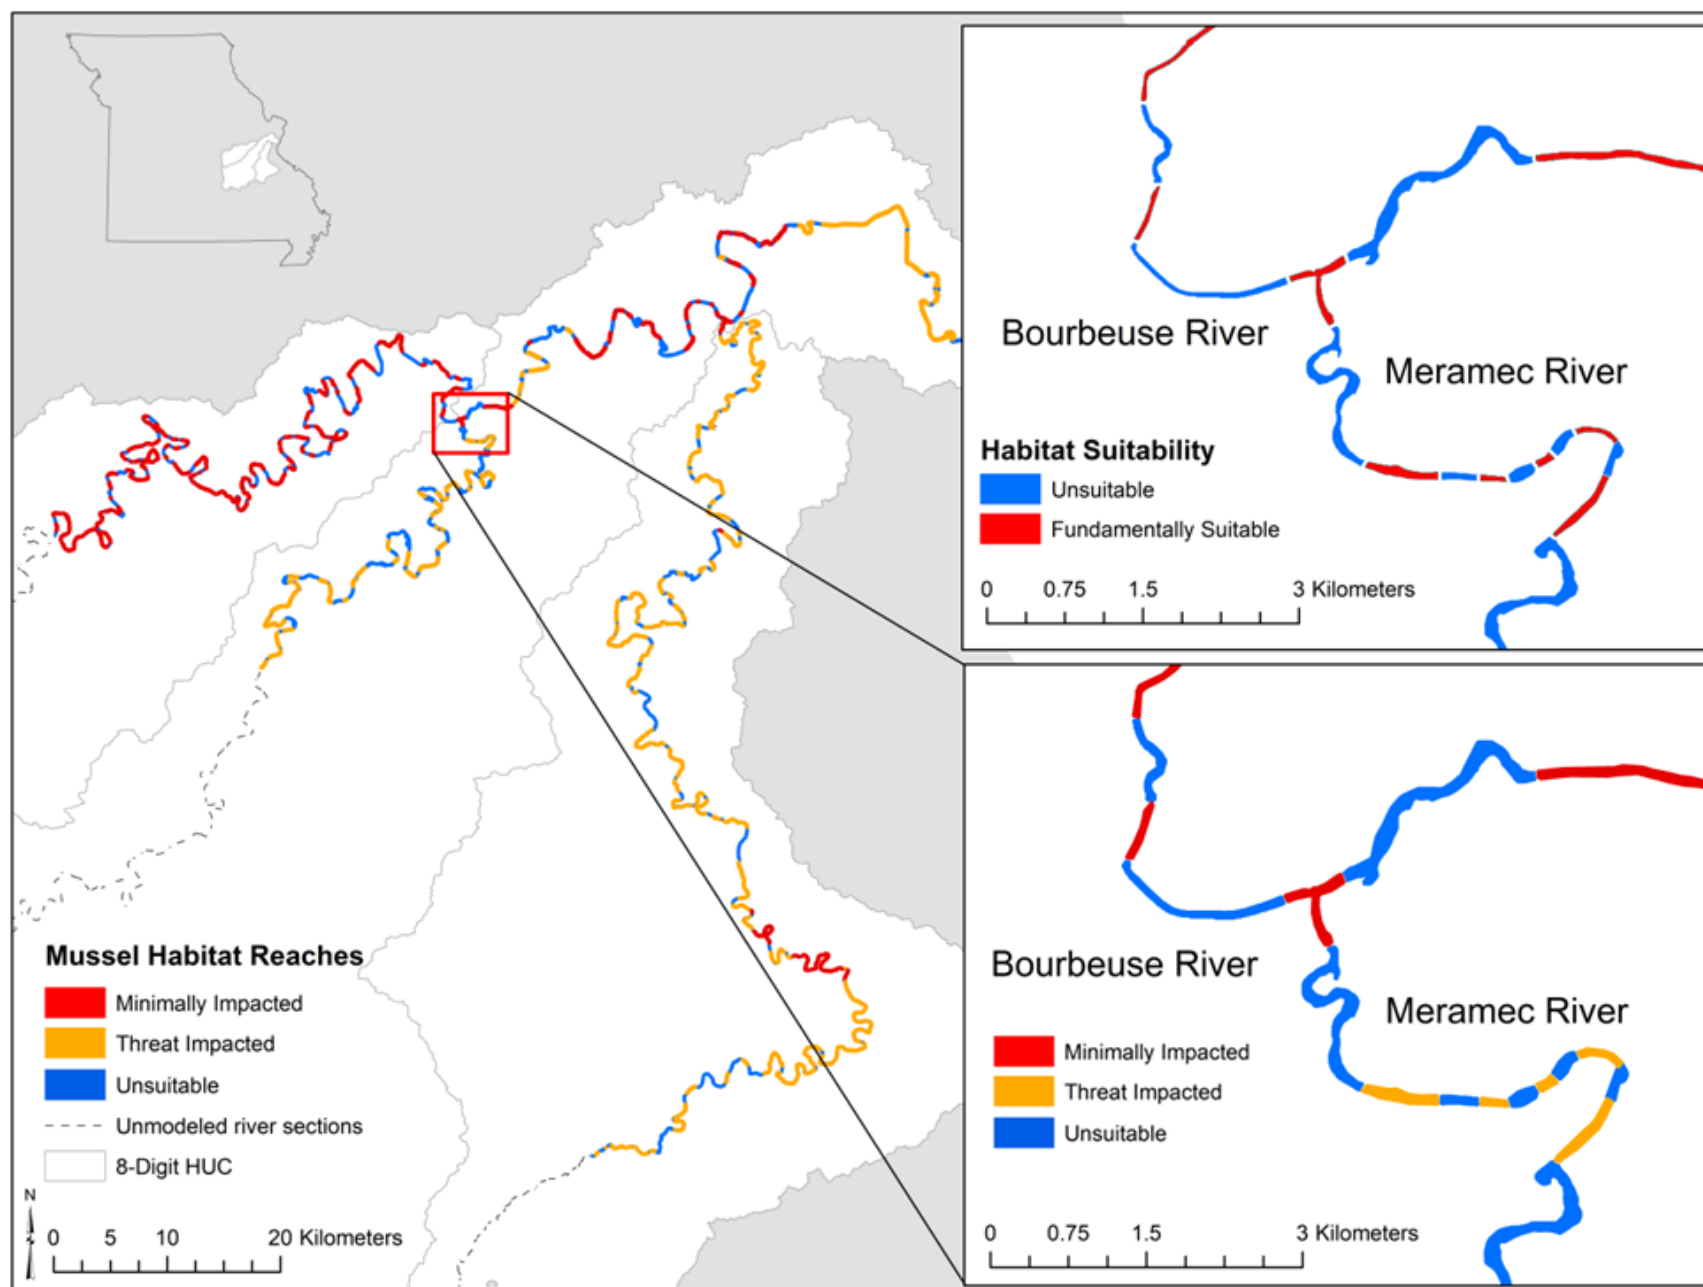 Bourbeuse River
Meramec River
Habitat Suitability
Unsuitable
Fundamentally Suitable
0 0.75 1.5 3 Kilometers
Mussel Habitat Reaches
Minimally Impacted
Threat Impacted
Unsuitable
Unmodeled river sections
8-Digit HUC
N
0 5 10 20 Kilometers
Bourbeuse River
Meramec River
Minimally Impacted
Threat Impacted
Unsuitable
0 0.75 1.5 3 Kilometers